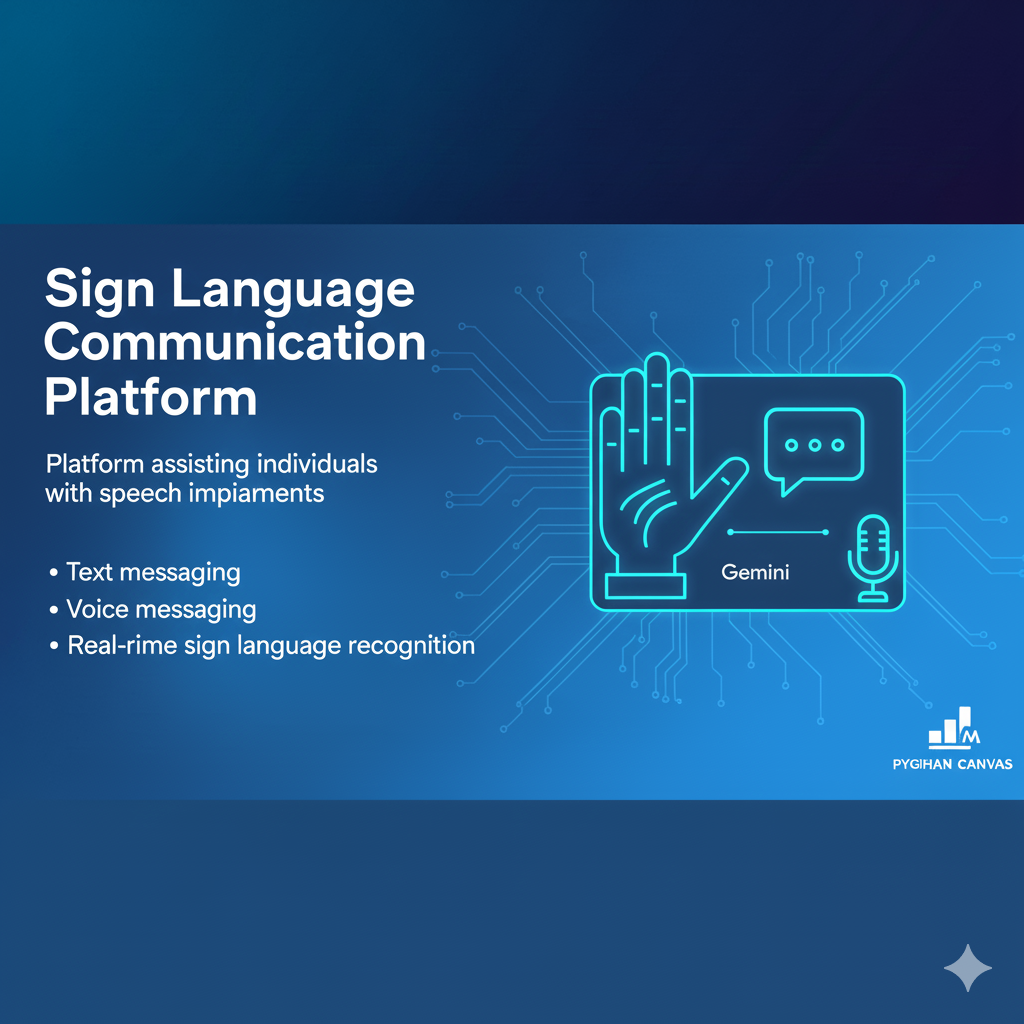 Sign Language
Communication
Platform
Platform assisting individuals
with speech impiaments
• Text messaging
• Voice messaging
• Real-rime sign language recognition
Gemini
M
PYGIHAN CANVAS